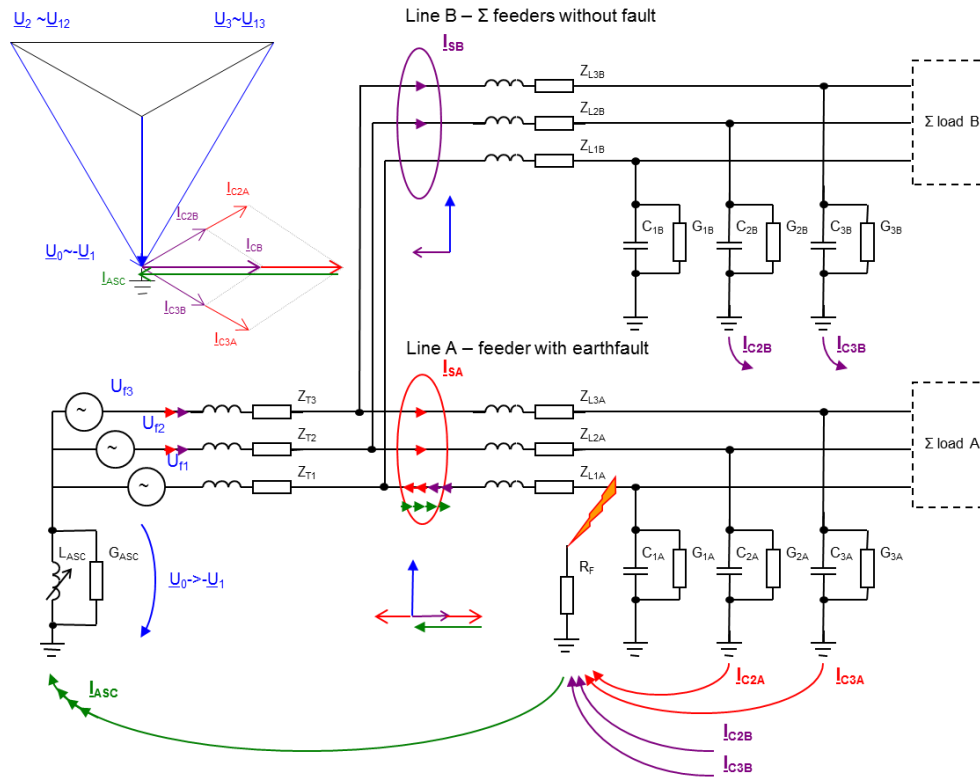 Line B – Σ feeders without fault
U2 ~U12
U3~U13
ISB
ZL3B
ZL2B
ZL1B
Σ load B
IC2A
IC2B
ICB
U0~-U1
IASC
IC3B
IC3A
C1B
G1B
C2B
G2B
C3B
G3B
IC2B
IC3B
Line A – feeder with earthfault
ISA
Uf3
~
ZT3
ZL3A
Uf2
~
ZT2
ZL2A
Σ load A
Uf1
~
ZT1
ZL1A
LASC
GASC
U0->-U1
RF
C1A
G1A
C2A
G2A
C3A
G3A
IASC
IC2A
IC3A
IC2B
IC3B